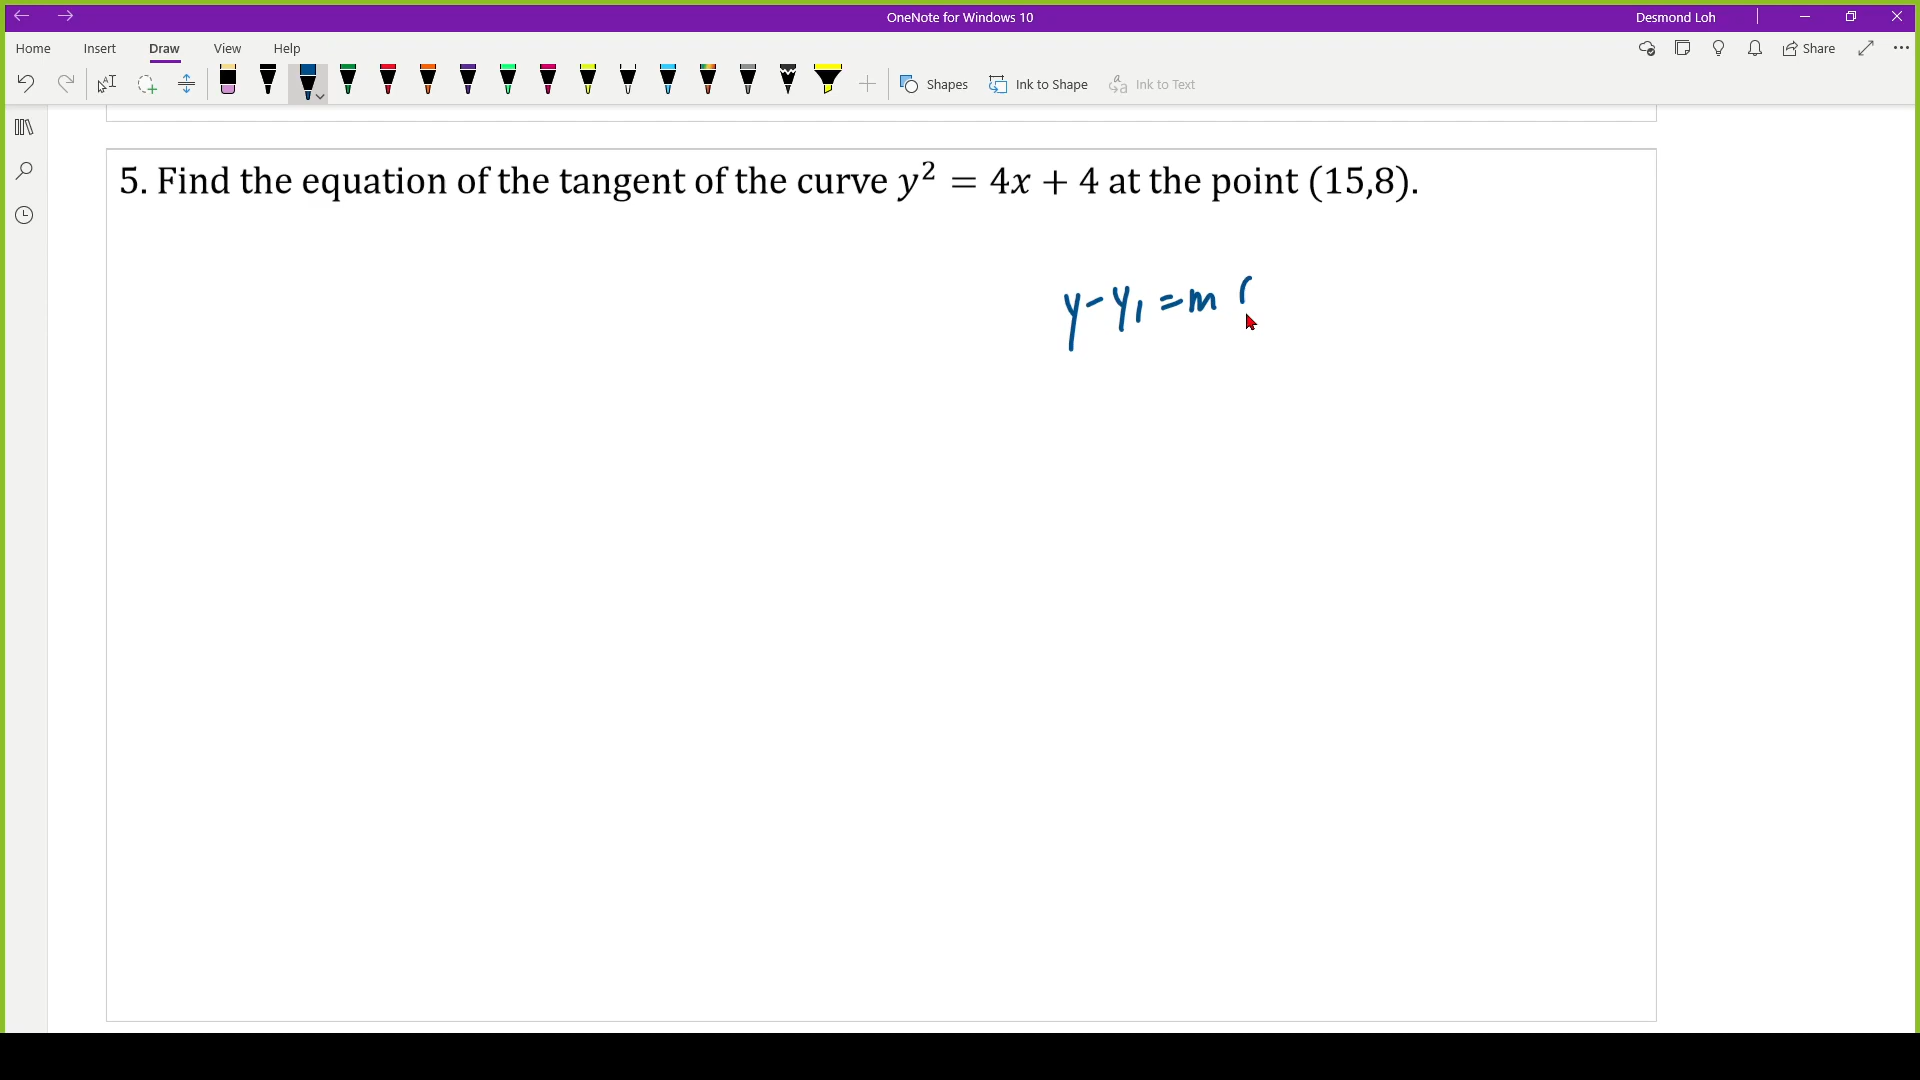 OneNote for Windows 10
Desmond Loh
Home Insert Draw View Help
Share
Shapes Ink to Shape Ink to Text
5. Find the equation of the tangent of the curve y² = 4x + 4 at the point (15,8).
y - y₁ = m (